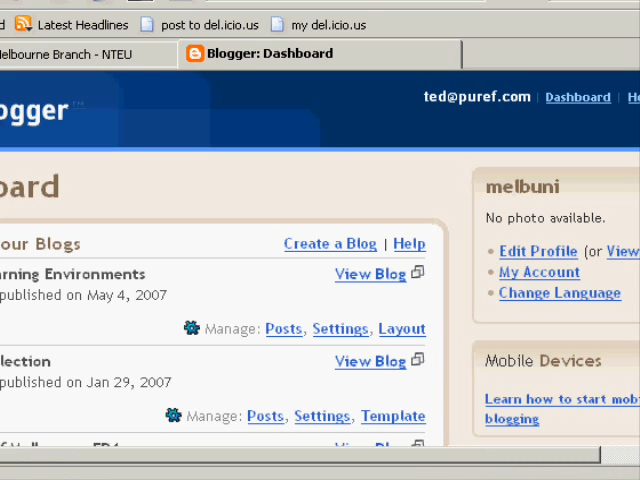 Latest Headlines post to del.icio.us my del.icio.us
elbourne Branch - NTEU Blogger: Dashboard
ogger™ ted@puref.com | Dashboard | He
oard
our Blogs Create a Blog | Help
arning Environments View Blog
published on May 4, 2007
Manage: Posts, Settings, Layout
lection View Blog
published on Jan 29, 2007
Manage: Posts, Settings, Template
View Blog
melbuni
No photo available.
• Edit Profile (or View
• My Account
• Change Language
Mobile Devices
Learn how to start mob
blogging